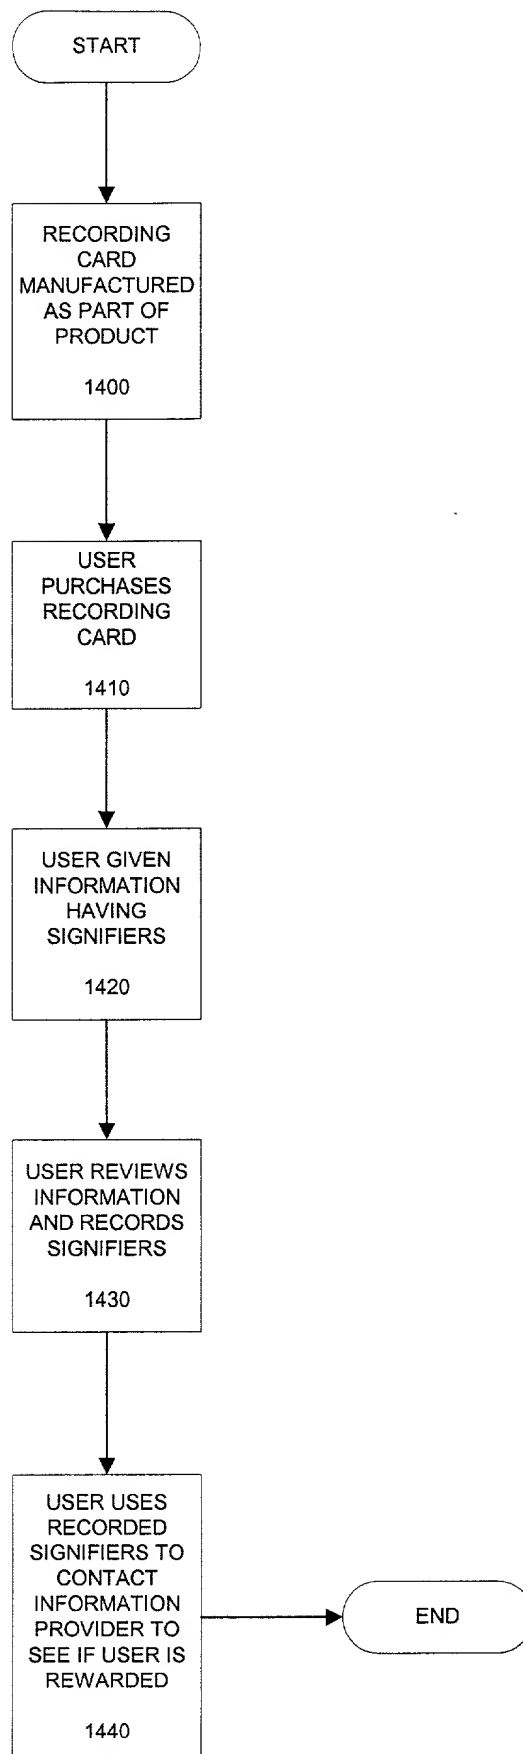 START
RECORDING
CARD
MANUFACTURED
AS PART OF
PRODUCT
1400
USER
PURCHASES
RECORDING
CARD
1410
USER GIVEN
INFORMATION
HAVING
SIGNIFIERS
1420
USER REVIEWS
INFORMATION
AND RECORDS
SIGNIFIERS
1430
USER USES
RECORDED
SIGNIFIERS TO
CONTACT
INFORMATION
PROVIDER TO
SEE IF USER IS
REWARDED
1440
END